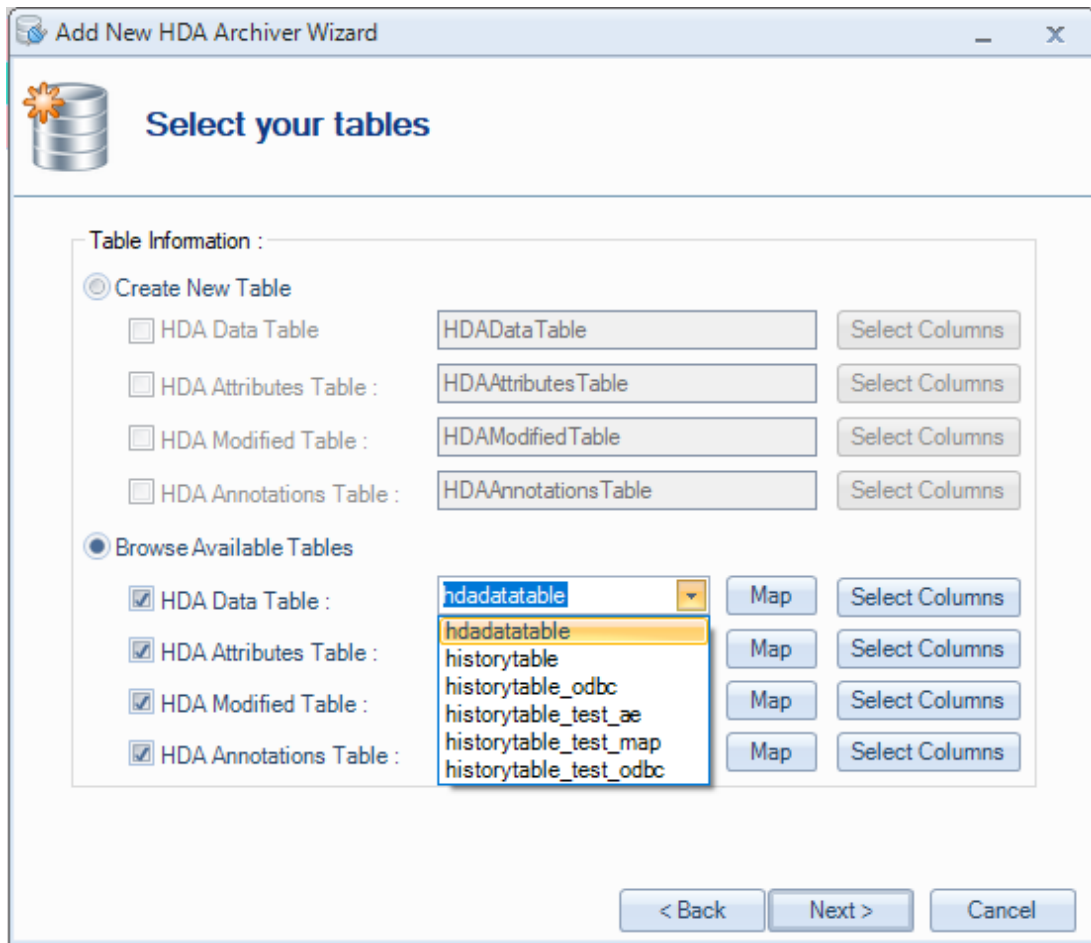 Add New HDA Archiver Wizard
Select your tables
Table Information :
Create New Table
HDA Data Table HDADataTable Select Columns
HDA Attributes Table : HDAAttributesTable Select Columns
HDA Modified Table : HDAModifiedTable Select Columns
HDA Annotations Table : HDAAnnotationsTable Select Columns
Browse Available Tables
HDA Data Table : hdadatatable Map Select Columns
hdadatatable
HDA Attributes Table : historytable Map Select Columns
historytable_odbc
HDA Modified Table : historytable_test_ae Map Select Columns
historytable_test_map
HDA Annotations Table : historytable_test_odbc Map Select Columns
< Back Next > Cancel